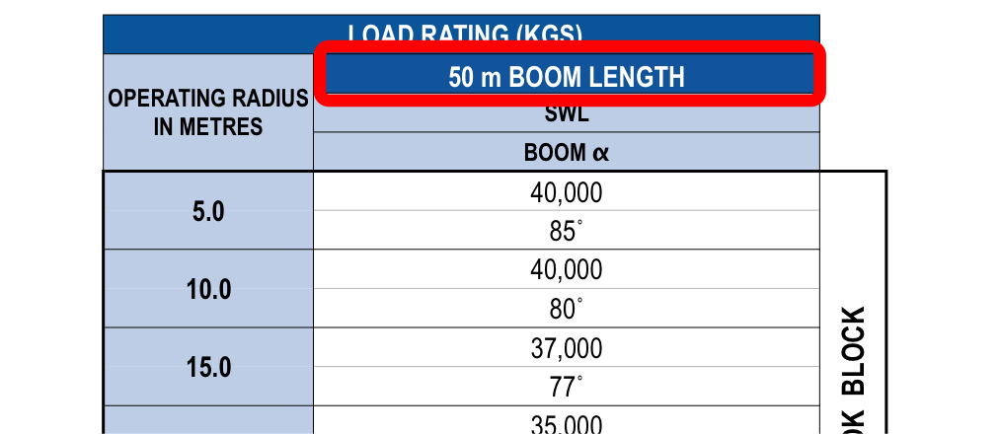 LOAD RATING (KGS)
50 m BOOM LENGTH
OPERATING RADIUS
IN METRES
SWL
BOOM α
5.0
40,000
85°
10.0
40,000
80°
15.0
37,000
77°
35,000
BLOCK